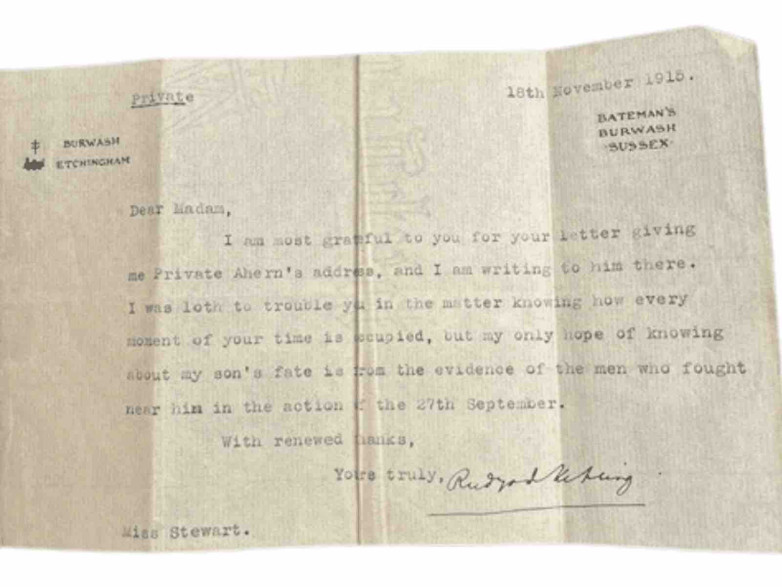 Private
18th November 1915.
BURWASH
ETCHINGHAM
BATEMAN'S
BURWASH
SUSSEX
Dear Madam,
I am most grateful to you for your letter giving
me Private Ahern's address, and I am writing to him there.
I was loth to trouble you in the matter knowing how every
moment of your time is occupied, but my only hope of knowing
about my son's fate is from the evidence of the men who fought
near him in the action of the 27th September.
With renewed thanks,
Yours truly, Rudyard Kipling
Miss Stewart.